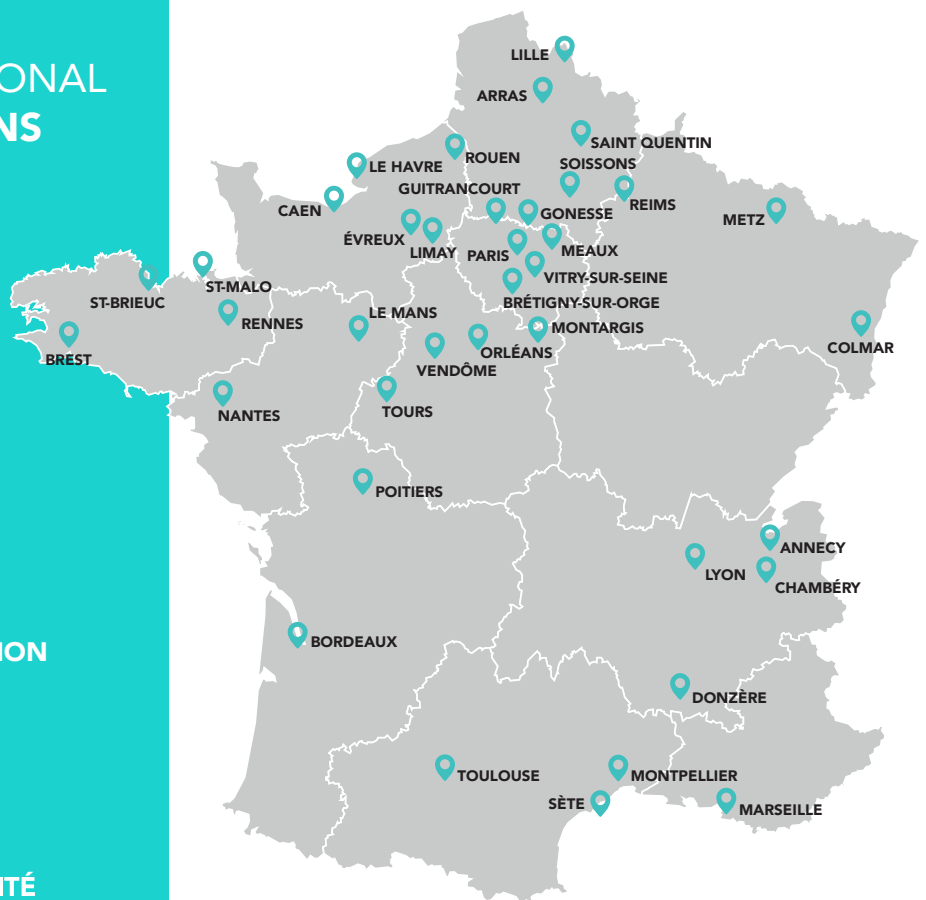 ONAL
NS
LILLE
ARRAS
SAINT QUENTIN
ROUEN
SOISSONS
LE HAVRE
GUITRANCOURT
REIMS
CAEN
GONESSE
METZ
ÉVREUX
LIMAY
PARIS
MEAUX
VITRY-SUR-SEINE
ST-MALO
ST-BRIEUC
BRÉTIGNY-SUR-ORGE
LE MANS
RENNES
MONTARGIS
COLMAR
ORLÉANS
BREST
VENDÔME
TOURS
NANTES
POITIERS
ANNECY
LYON
CHAMBÉRY
BORDEAUX
ION
DONZÈRE
TOULOUSE
MONTPELLIER
SÈTE
MARSEILLE
ITÉ